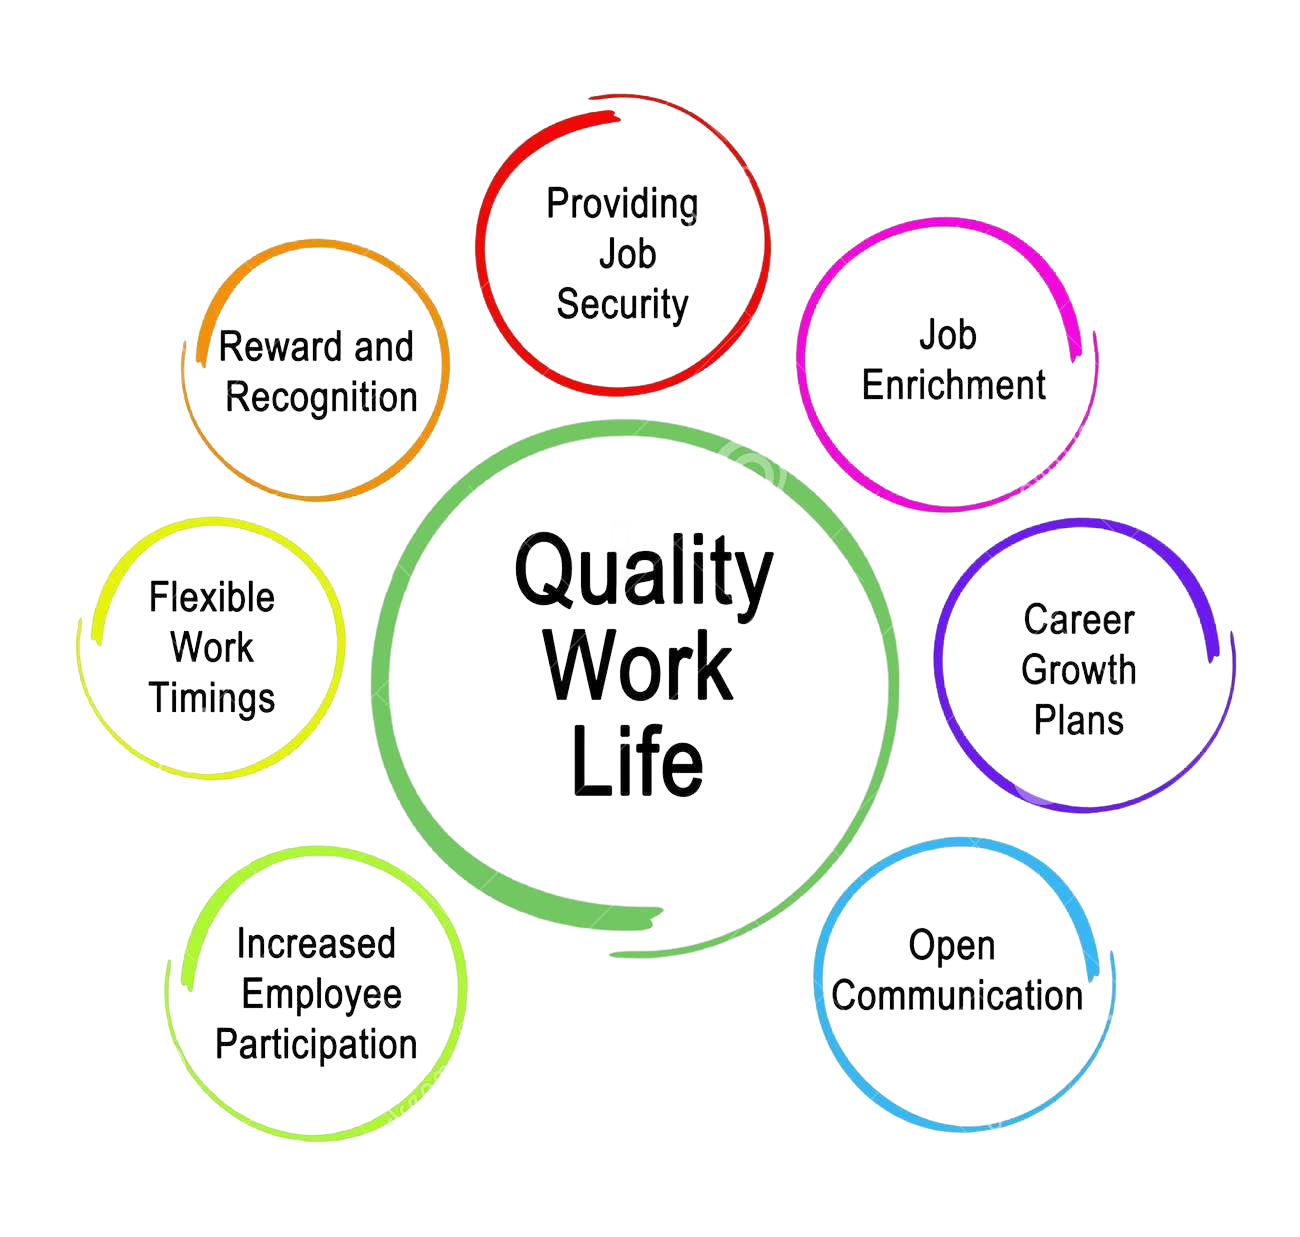 Providing
Job
Security
Reward and
Recognition
Job
Enrichment
Flexible
Work
Timings
Quality
Work
Life
Career
Growth
Plans
Increased
Employee
Participation
Open
Communication